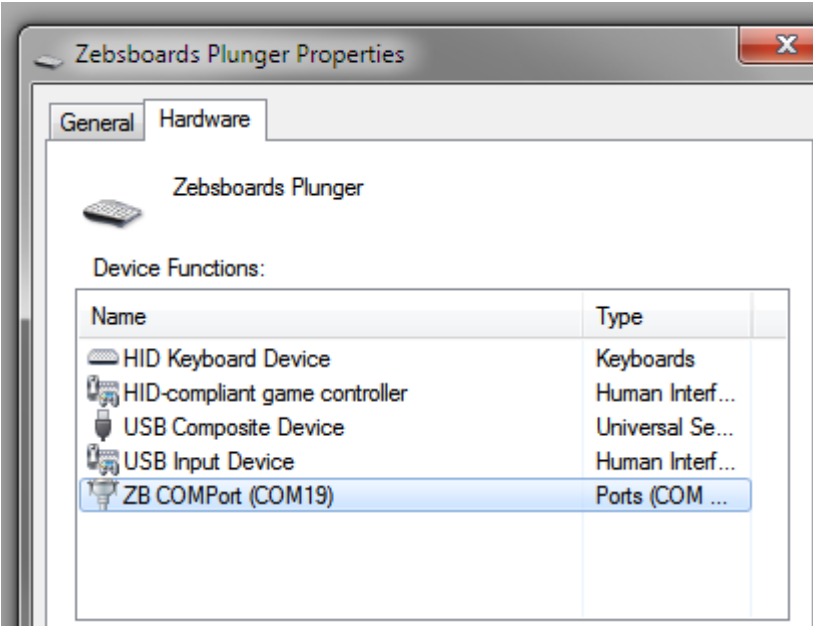 Zebsboards Plunger Properties
General Hardware
Zebsboards Plunger
Device Functions:
Name Type
HID Keyboard Device Keyboards
HID-compliant game controller Human Interf...
USB Composite Device Universal Se...
USB Input Device Human Interf...
ZB COMPort (COM19) Ports (COM ...